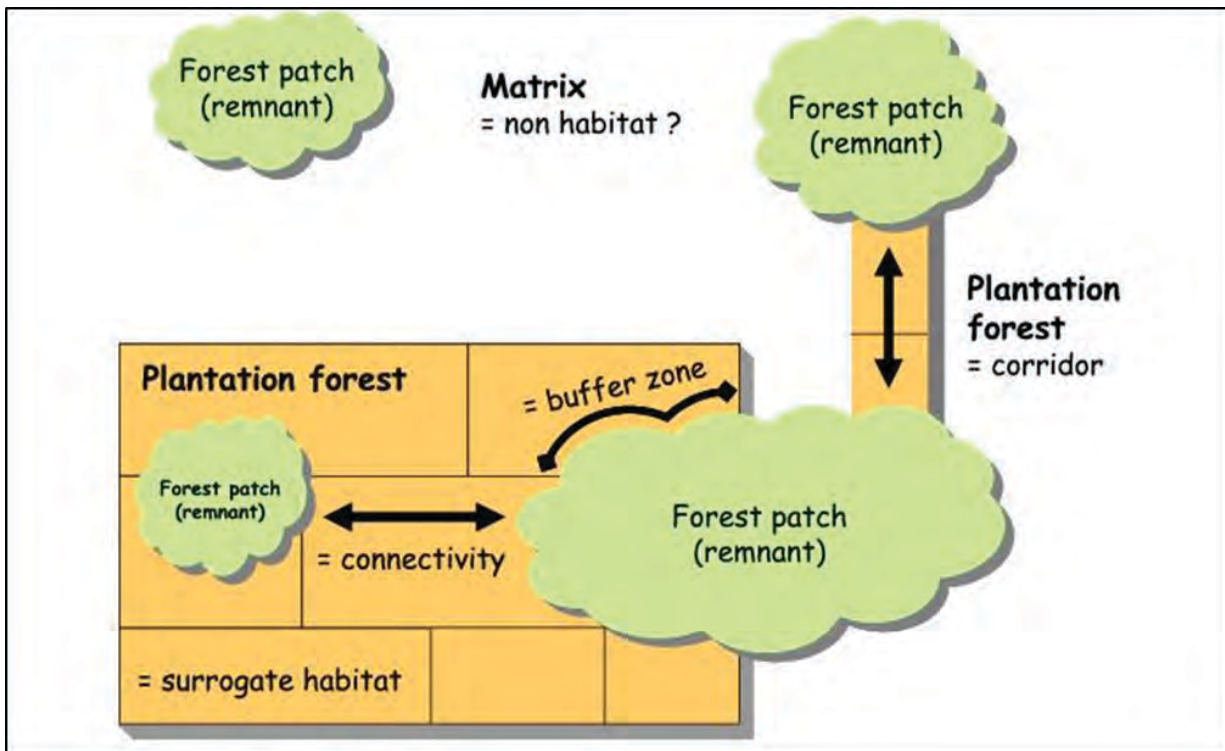 Forest patch
(remnant)
Matrix
= non habitat ?
Forest patch
(remnant)
Plantation
forest
= corridor
Plantation forest
= buffer zone
Forest patch
(remnant)
= connectivity
Forest patch
(remnant)
= surrogate habitat